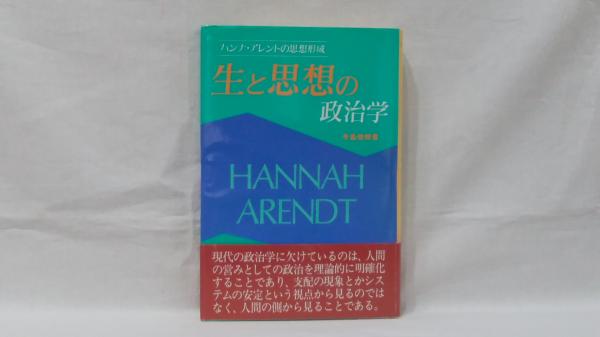 ハンナ・アレントの思想形成
生と思想の
政治学
寺島俊穂著
HANNAH
ARENDT
現代の政治学に欠けているのは、人間
の営みとしての政治を理論的に明確化
することであり、支配の現象とかシス
テムの安定という視点から見るのでは
なく、人間の側から見ることである。